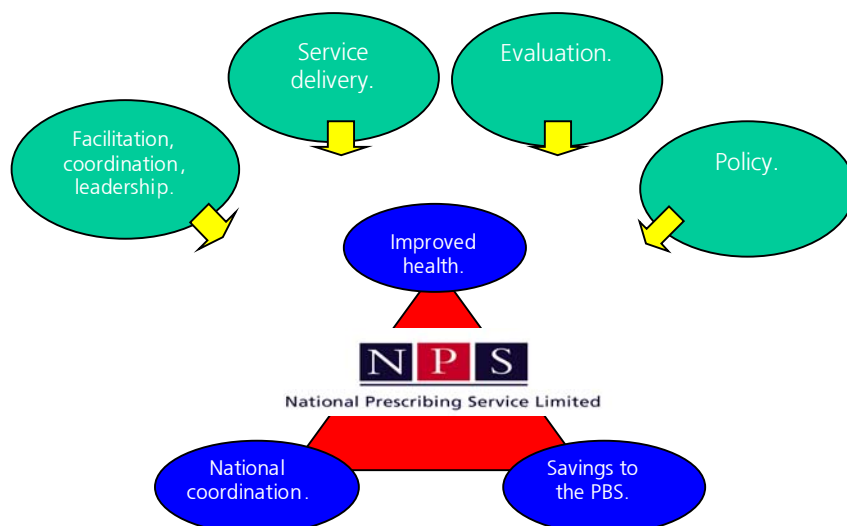 Service
delivery.
Evaluation.
Facilitation,
coordination,
leadership.
Policy.
Improved
health.
NPS
National Prescribing Service Limited
National
coordination.
Savings to
the PBS.